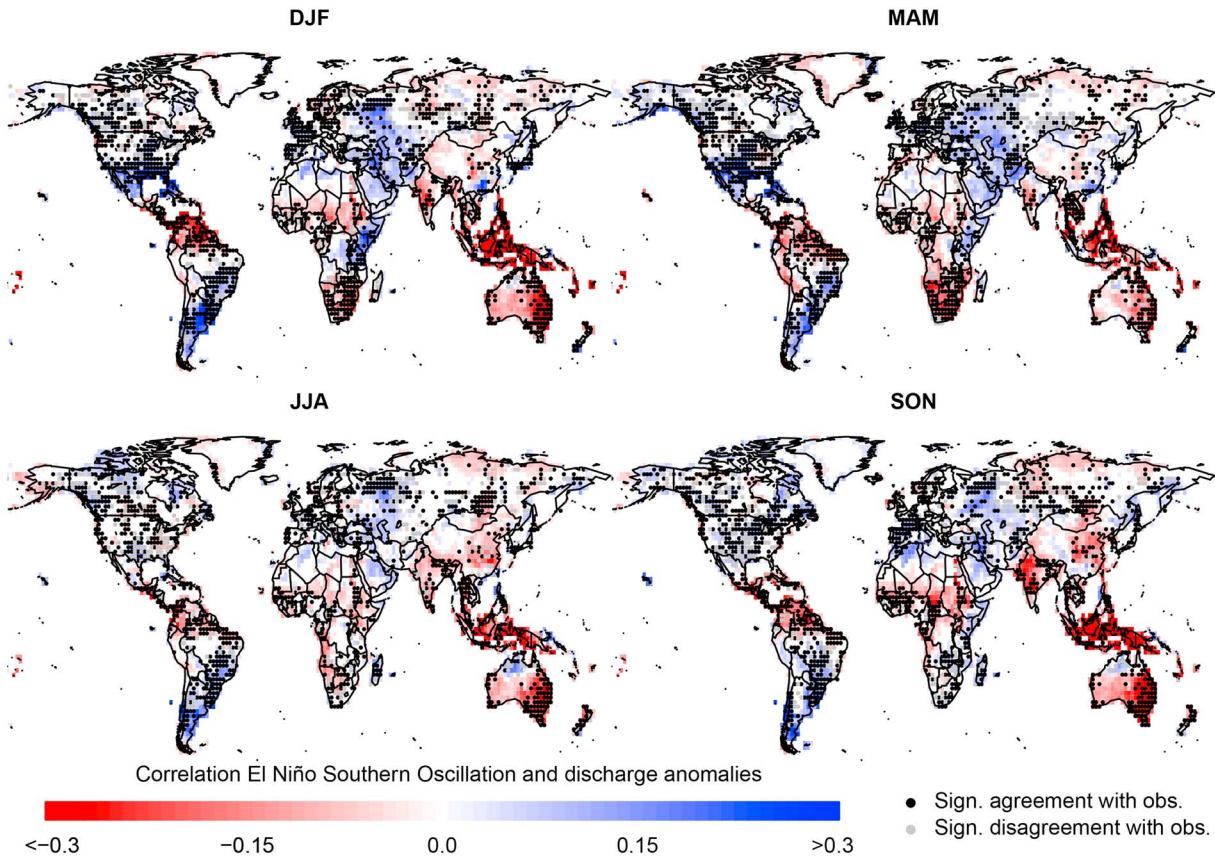 DJF
MAM
JJA
SON
Correlation El Niño Southern Oscillation and discharge anomalies
<−0.3
−0.15
0.0
0.15
>0.3
Sign. agreement with obs.
Sign. disagreement with obs.